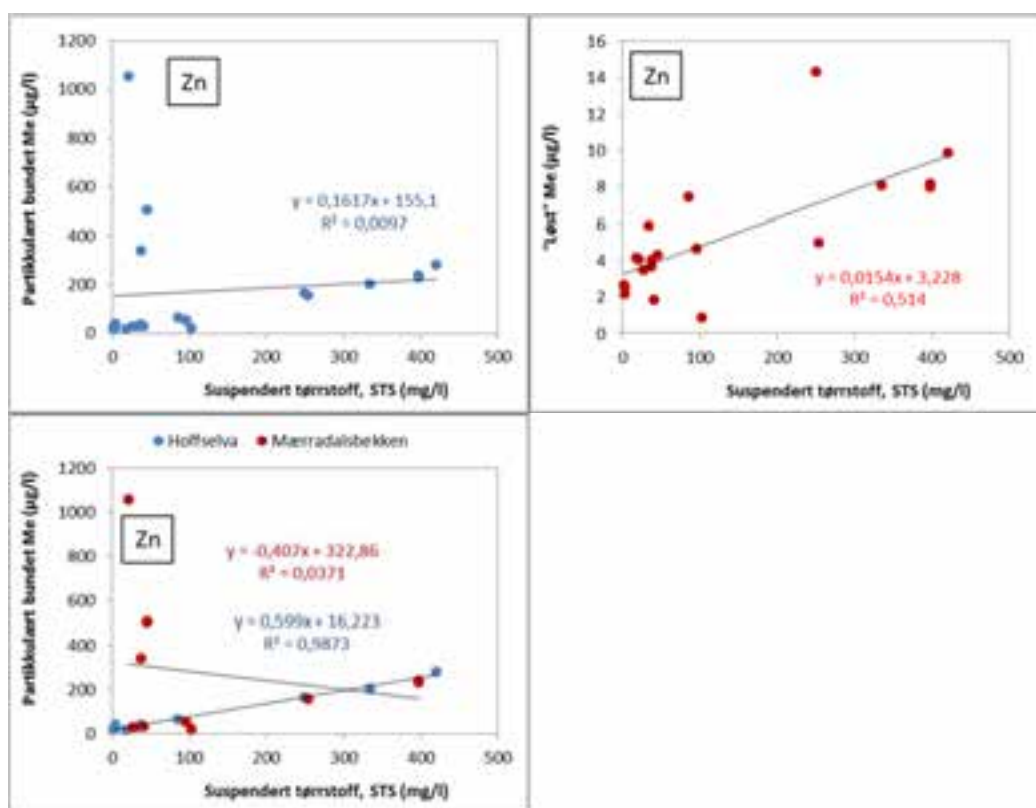 1200
1000
800
600
400
200
0
Partikkulært bundet Me (µg/l)
Zn
y = 0,1617x + 155,1
R² = 0,0097
0 100 200 300 400 500
Suspendert tørrstoff, STS (mg/l)
16
14
12
10
8
6
4
2
0
"Løst" Me (µg/l)
Zn
y = 0,0154x + 3,228
R² = 0,514
0 100 200 300 400 500
Suspendert tørrstoff, STS (mg/l)
Hoffselva Mærradalsbekken
1200
1000
800
600
400
200
0
Partikkulært bundet Me (µg/l)
Zn
y = -0,407x + 322,86
R² = 0,0371
y = 0,599x + 16,223
R² = 0,9873
0 100 200 300 400 500
Suspendert tørrstoff, STS (mg/l)